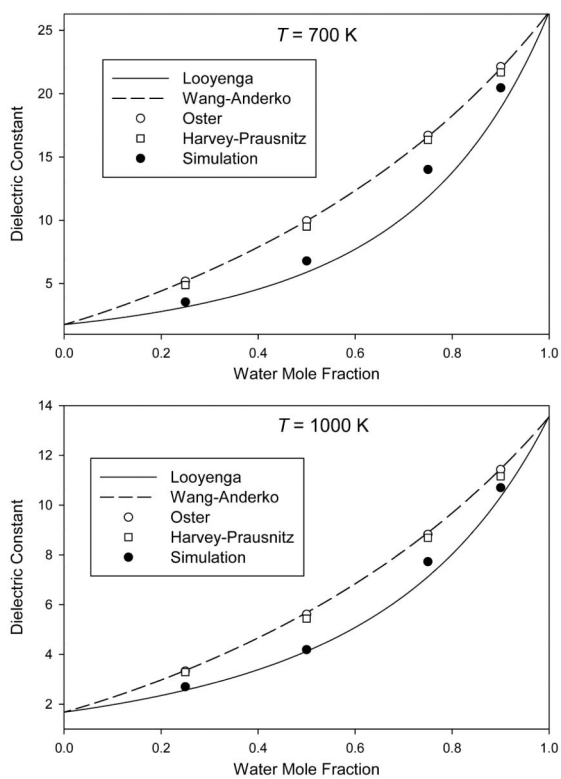 T = 700 K
25
20
15
10
5
Dielectric Constant
Looyenga
Wang-Anderko
Oster
Harvey-Prausnitz
Simulation
0.0 0.2 0.4 0.6 0.8 1.0
Water Mole Fraction
T = 1000 K
14
12
10
8
6
4
2
Dielectric Constant
Looyenga
Wang-Anderko
Oster
Harvey-Prausnitz
Simulation
0.0 0.2 0.4 0.6 0.8 1.0
Water Mole Fraction